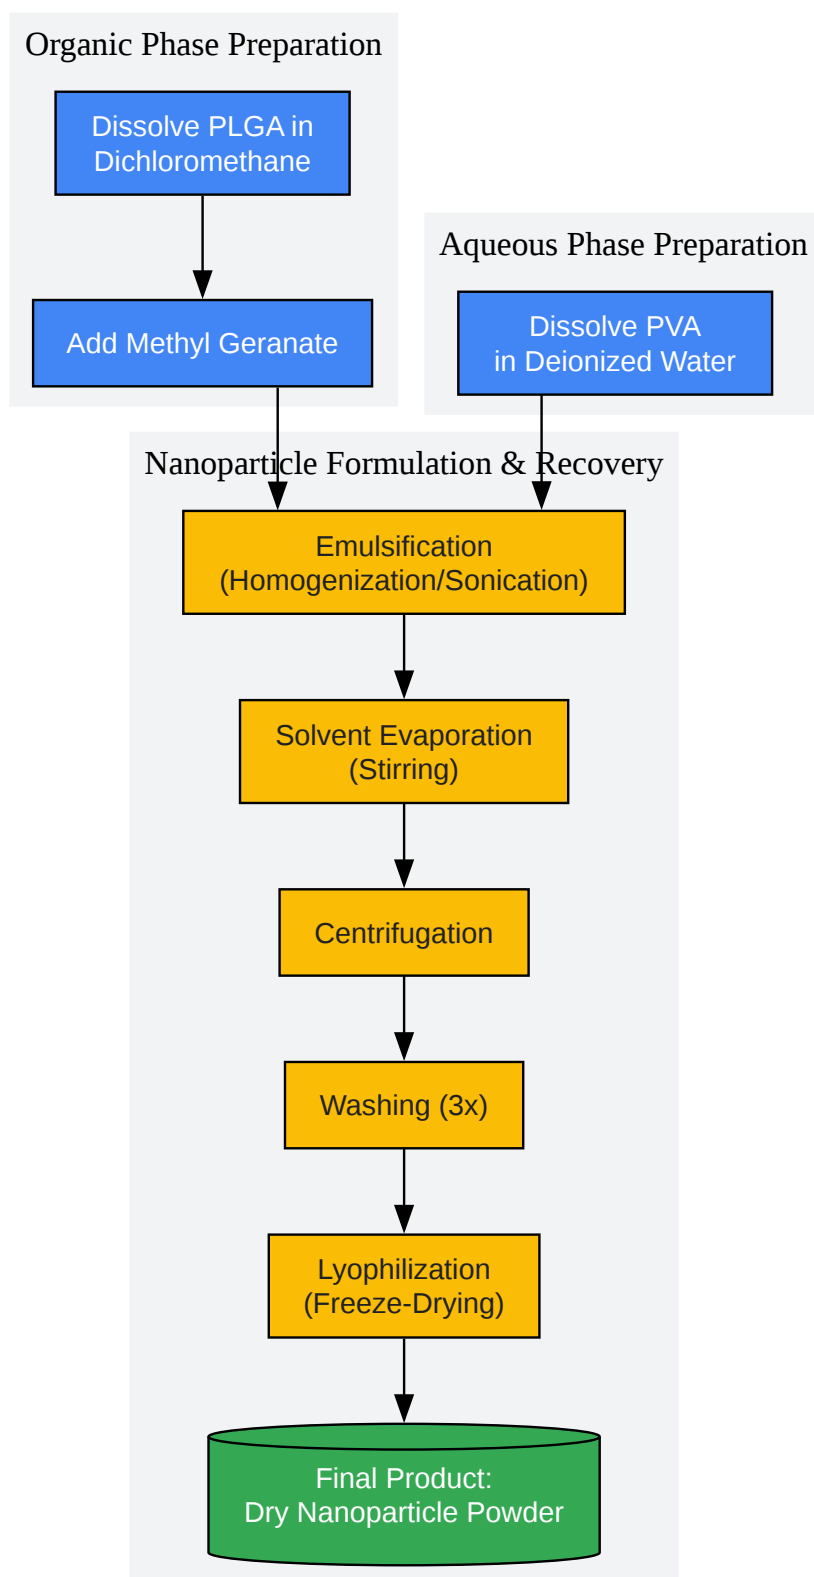 Organic Phase Preparation
Dissolve PLGA in
Dichloromethane
Add Methyl Geranate
Aqueous Phase Preparation
Dissolve PVA
in Deionized Water
Nanoparticle Formulation & Recovery
Emulsification
(Homogenization/Sonication)
Solvent Evaporation
(Stirring)
Centrifugation
Washing (3x)
Lyophilization
(Freeze-Drying)
Final Product:
Dry Nanoparticle Powder